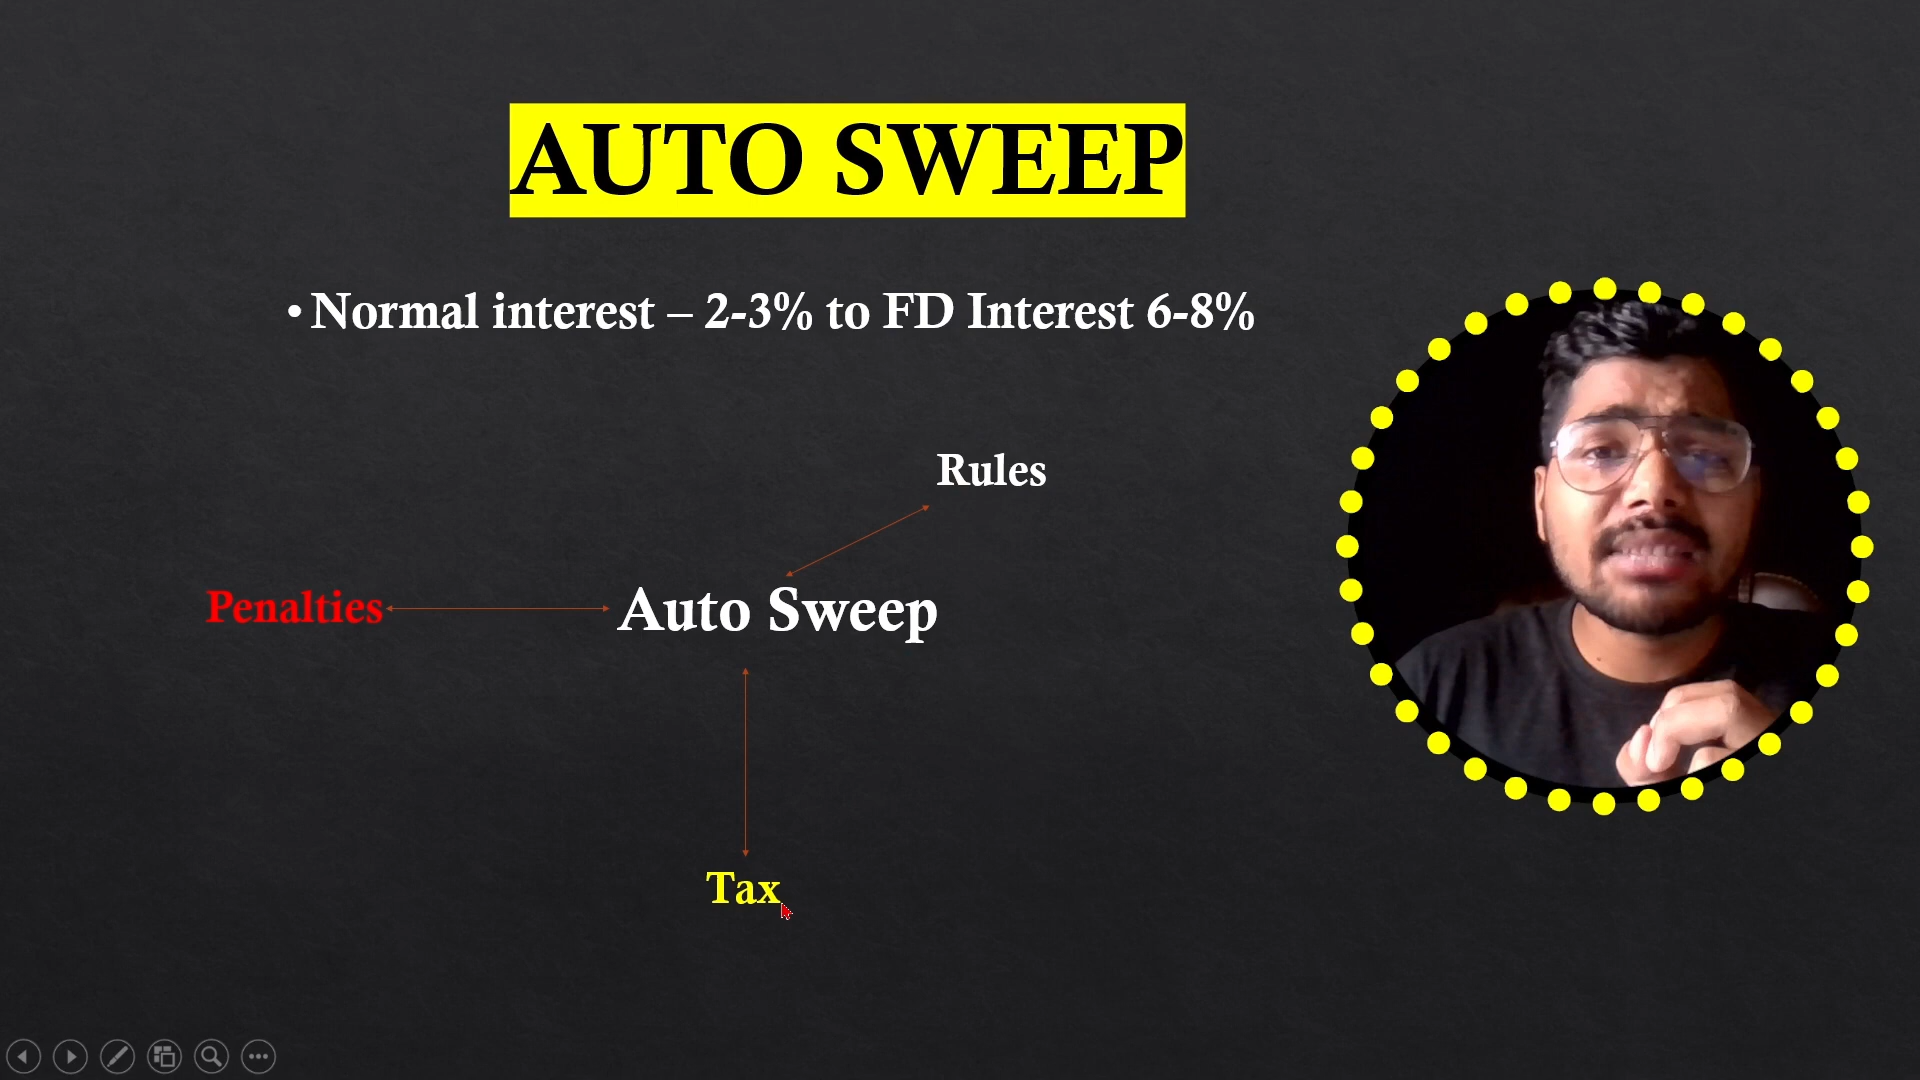 AUTO SWEEP
• Normal interest – 2-3% to FD Interest 6-8%
Rules
Penalties
Auto Sweep
Tax